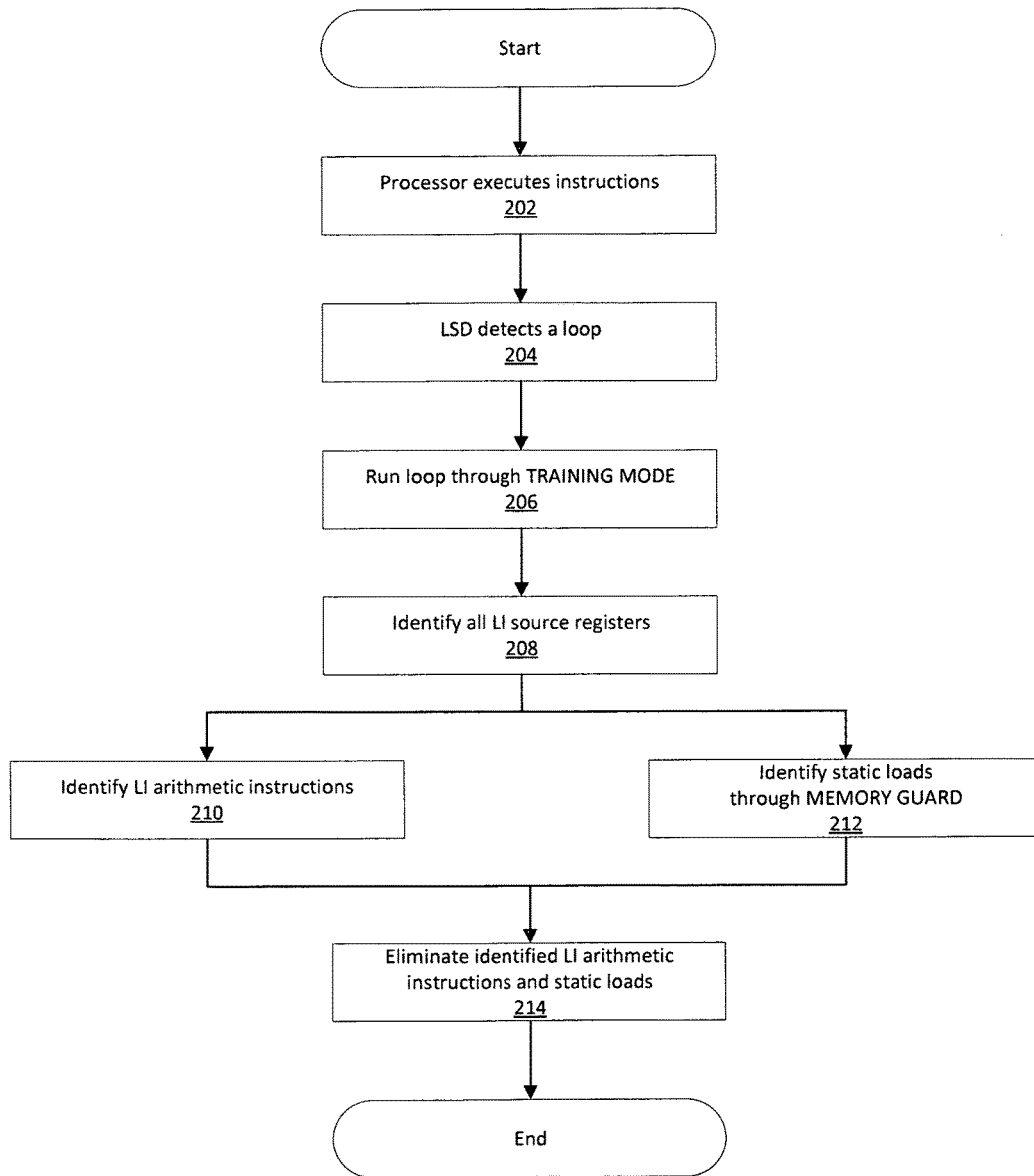 Start
Processor executes instructions
202
LSD detects a loop
204
Run loop through TRAINING MODE
206
Identify all LI source registers
208
Identify LI arithmetic instructions
210
Identify static loads
through MEMORY GUARD
212
Eliminate identified LI arithmetic
instructions and static loads
214
End